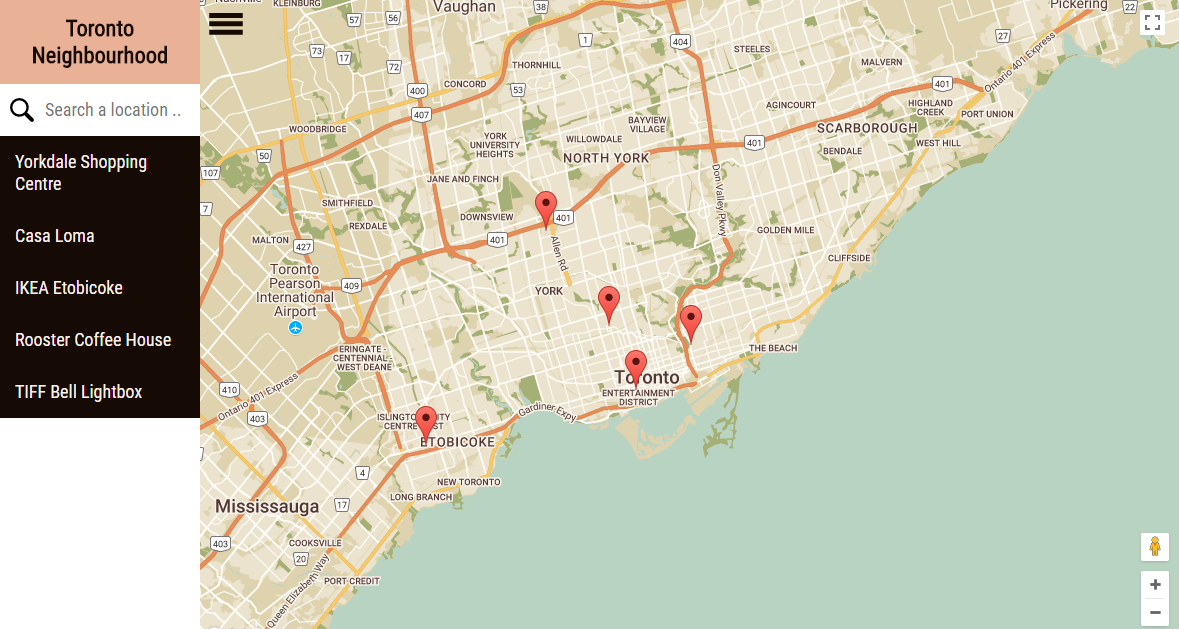 Toronto
Neighbourhood
Search a location ..
Yorkdale Shopping
Centre
Casa Loma
IKEA Etobicoke
Rooster Coffee House
TIFF Bell Lightbox
KLEINBURG
Vaughan
38
Pickering
22
57
56
1
404
27
STEELES
73
17
72
THORNHILL
MALVERN
Ontario 401 Express
400
CONCORD
53
401
407
AGINCOURT
HIGHLAND
CREEK
PORT UNION
WOODBRIDGE
YORK
UNIVERSITY
HEIGHTS
WILLOWDALE
BAYVIEW
VILLAGE
SCARBOROUGH
50
NORTH YORK
401
BENDALE
WEST HILL
107
JANE AND FINCH
Don Valley Pkwy
7
SMITHFIELD
DOWNSVIEW
401
REXDALE
GOLDEN MILE
MALTON
427
401
Allen Rd
CLIFFSIDE
Toronto
Pearson
International
Airport
409
YORK
ERINGATE -
CENTENNIAL -
WEST DEANE
THE BEACH
Toronto
ENTERTAINMENT
DISTRICT
410
Ontario 401 Express
403
Gardiner Expy
ETOBICOKE
4
NEW TORONTO
LONG BRANCH
Mississauga
17
403
COOKSVILLE
20
PORT CREDIT
Queen Elizabeth Way